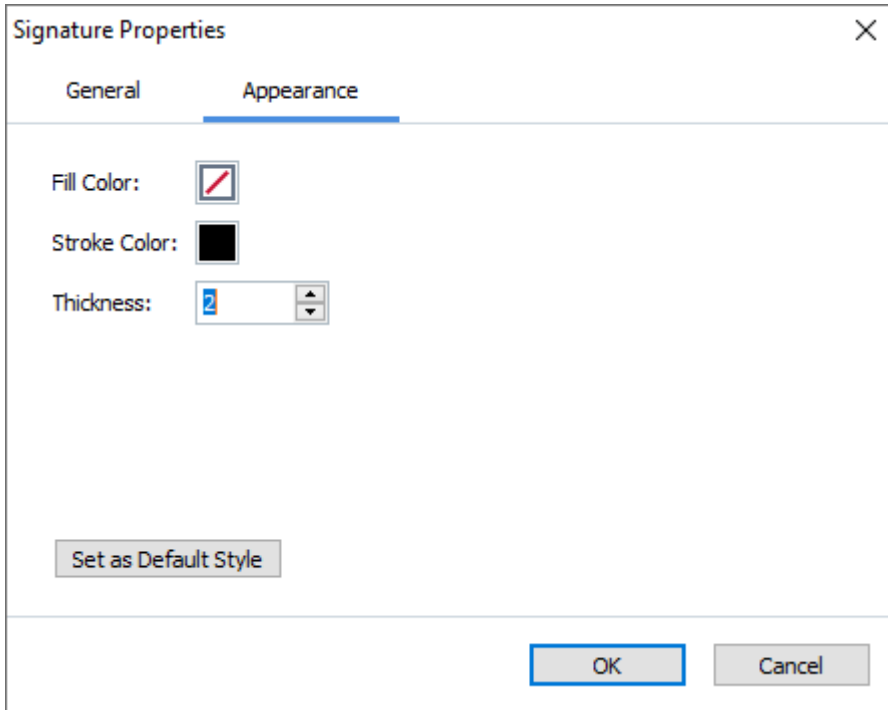 Signature Properties
General Appearance
Fill Color:
Stroke Color:
Thickness: 2
Set as Default Style
OK Cancel